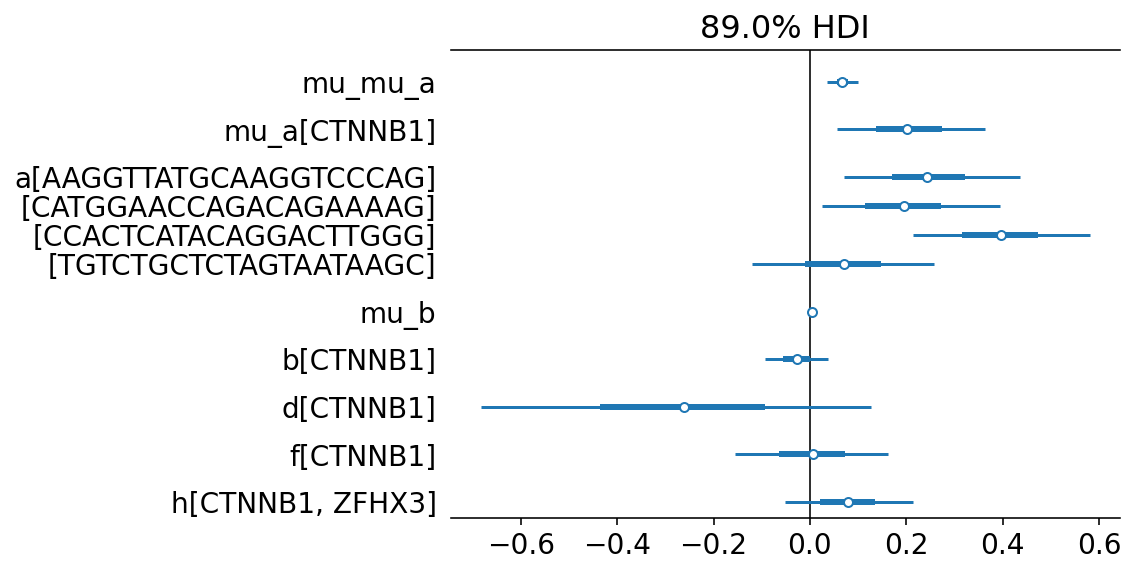 89.0% HDI
mu_mu_a
mu_a[CTNNB1]
a[AAGGTTATGCAAGGTCCCAG]
[CATGGAACCAGACAGAAAAG]
[CCACTCATACAGGACTTGGG]
[TGTCTGCTCTAGTAATAAGC]
mu_b
b[CTNNB1]
d[CTNNB1]
f[CTNNB1]
h[CTNNB1, ZFHX3]
−0.6 −0.4 −0.2 0.0 0.2 0.4 0.6